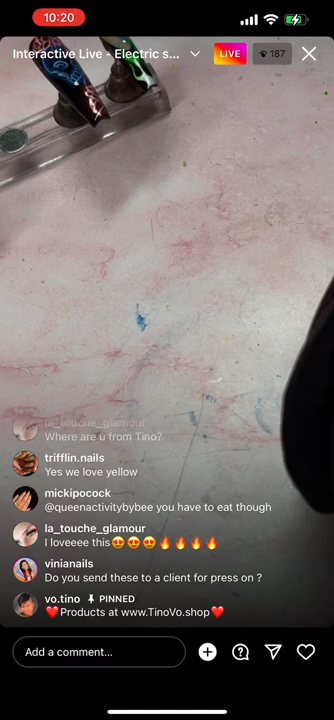 10:20
Interactive Live - Electric s...
LIVE
187
la_touche_glamour
Where are u from Tino?
trifflin.nails
Yes we love yellow
mickipocock
@queenactivitybybee you have to eat though
la_touche_glamour
I loveeee this😍😍😍🔥🔥🔥🔥
vinianails
Do you send these to a client for press on ?
vo.tino 📌 PINNED
❤️Products at www.TinoVo.shop❤️
Add a comment...